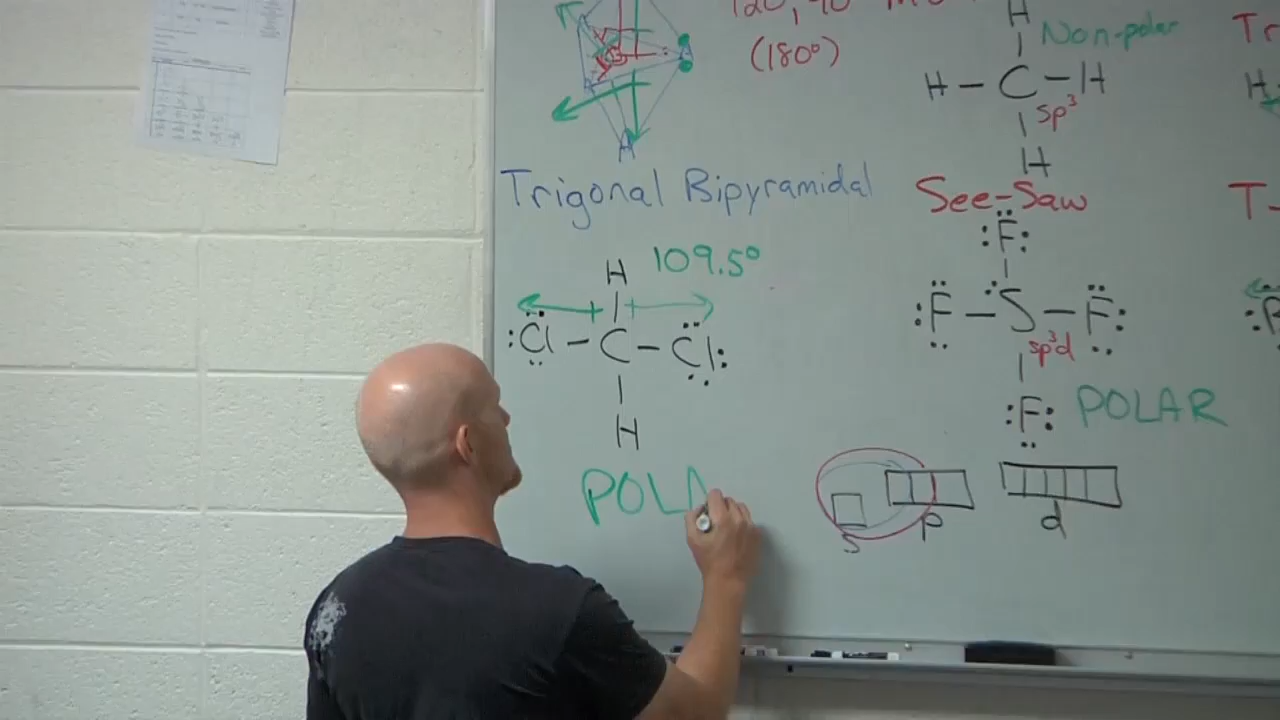 (180°)
H Non-polar
H – C – H
sp³
H
Trigonal Bipyramidal
See-Saw
T-
109.5°
H
:Cl – C – Cl:
H
POLA
:F:
:F – S – F:
sp³d
:F:
POLAR
s p d